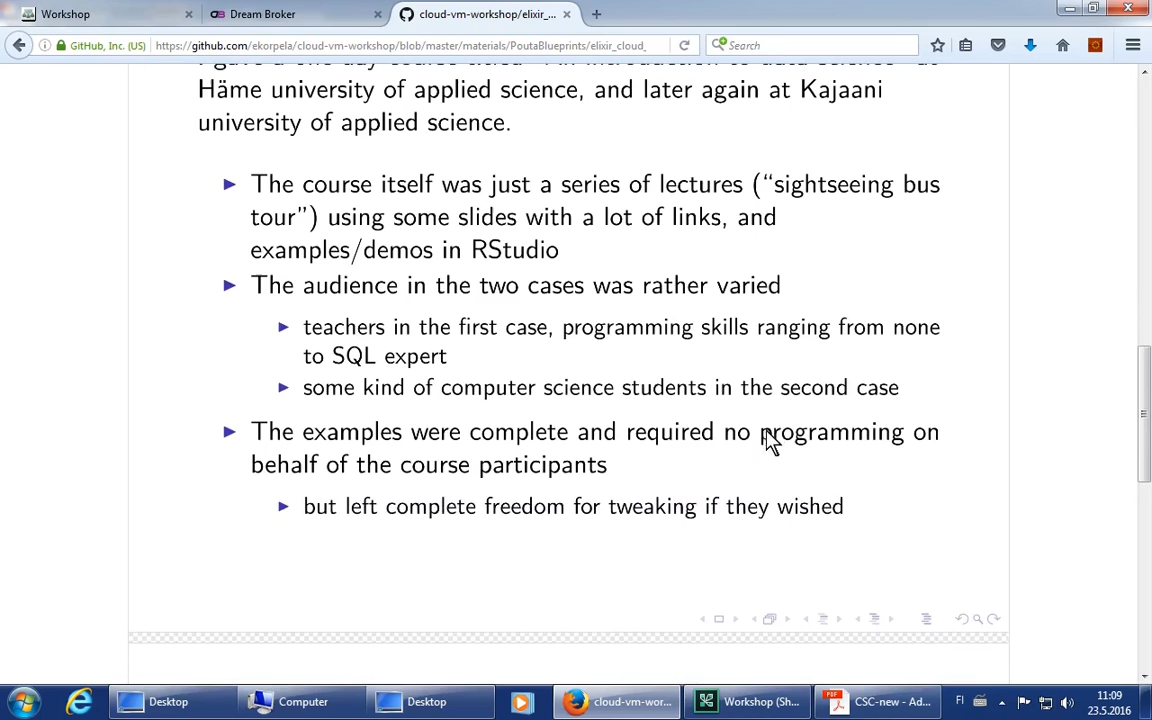 Workshop
Dream Broker
cloud-vm-workshop/elixir_...
GitHub, Inc. (US)
https://github.com/ekorpela/cloud-vm-workshop/blob/master/materials/PoutaBlueprints/elixir_cloud_
Search
Häme university of applied science, and later again at Kajaani
university of applied science.
The course itself was just a series of lectures (“sightseeing bus
tour”) using some slides with a lot of links, and
examples/demos in RStudio
The audience in the two cases was rather varied
teachers in the first case, programming skills ranging from none
to SQL expert
some kind of computer science students in the second case
The examples were complete and required no programming on
behalf of the course participants
but left complete freedom for tweaking if they wished
Desktop
Computer
Desktop
cloud-vm-wor...
Workshop (Sh...
CSC-new - Ad...
FI
11:09
23.5.2016